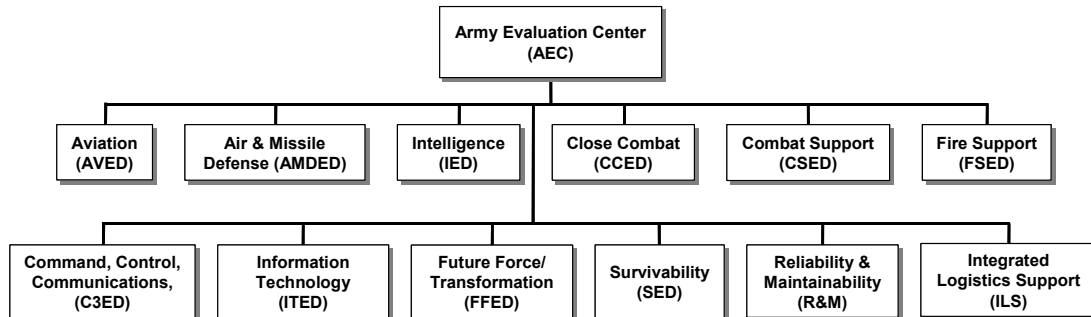 Army Evaluation Center
(AEC)
Aviation
(AVED)
Air & Missile
Defense (AMDED)
Intelligence
(IED)
Close Combat
(CCED)
Combat Support
(CSED)
Fire Support
(FSED)
Command, Control,
Communications,
(C3ED)
Information
Technology
(ITED)
Future Force/
Transformation
(FFED)
Survivability
(SED)
Reliability &
Maintainability
(R&M)
Integrated
Logistics Support
(ILS)